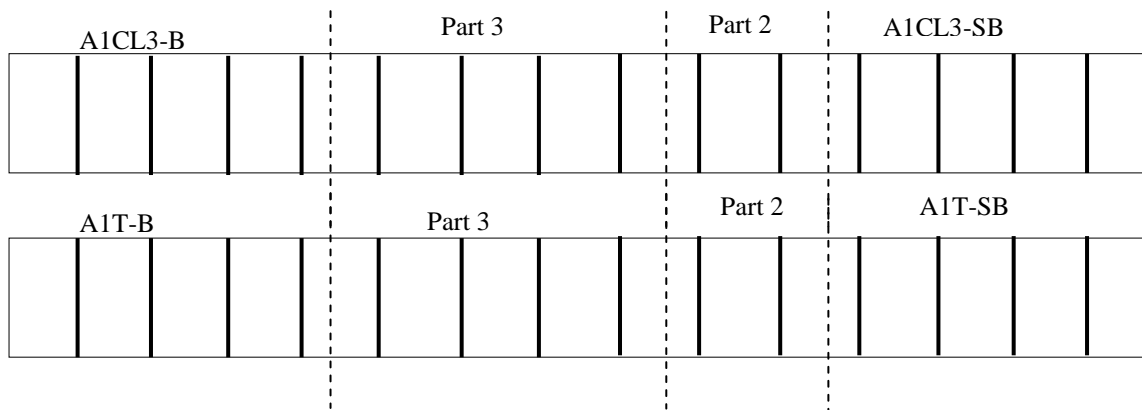 A1CL3-B
Part 3
Part 2
A1CL3-SB
A1T-B
Part 3
Part 2
A1T-SB